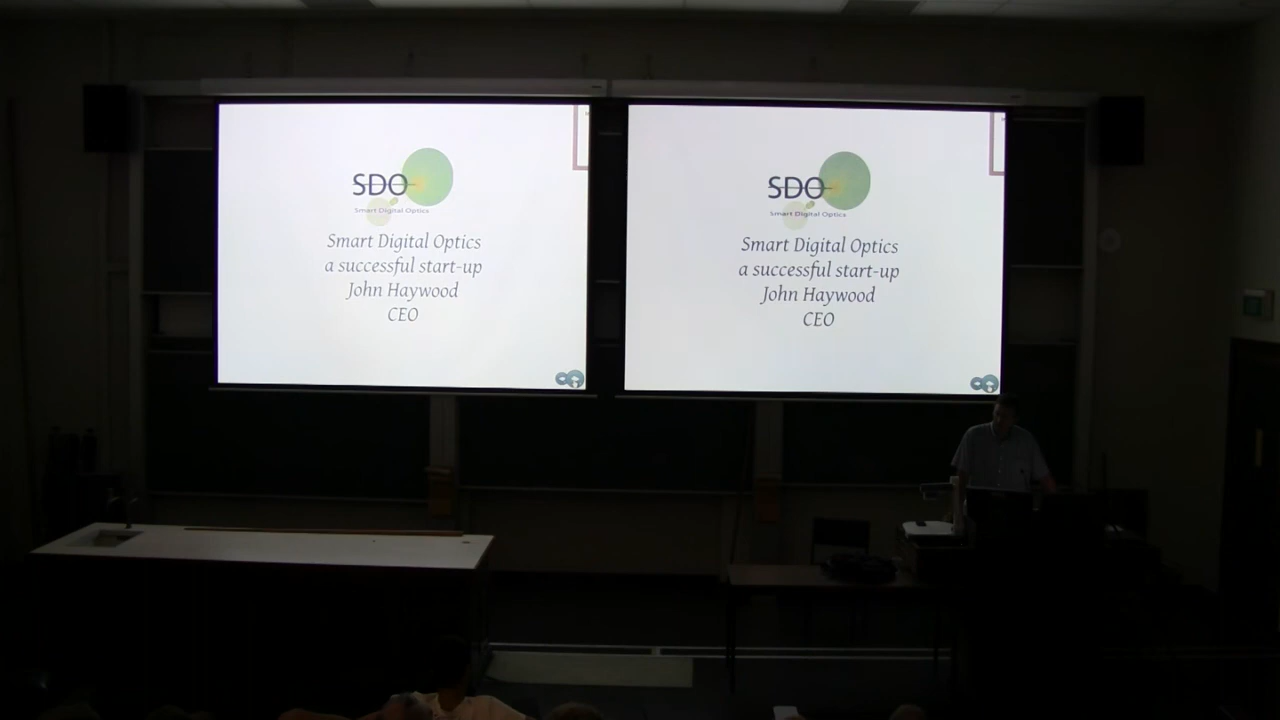 SDO
Smart Digital Optics
Smart Digital Optics
a successful start-up
John Haywood
CEO
SDO
Smart Digital Optics
Smart Digital Optics
a successful start-up
John Haywood
CEO